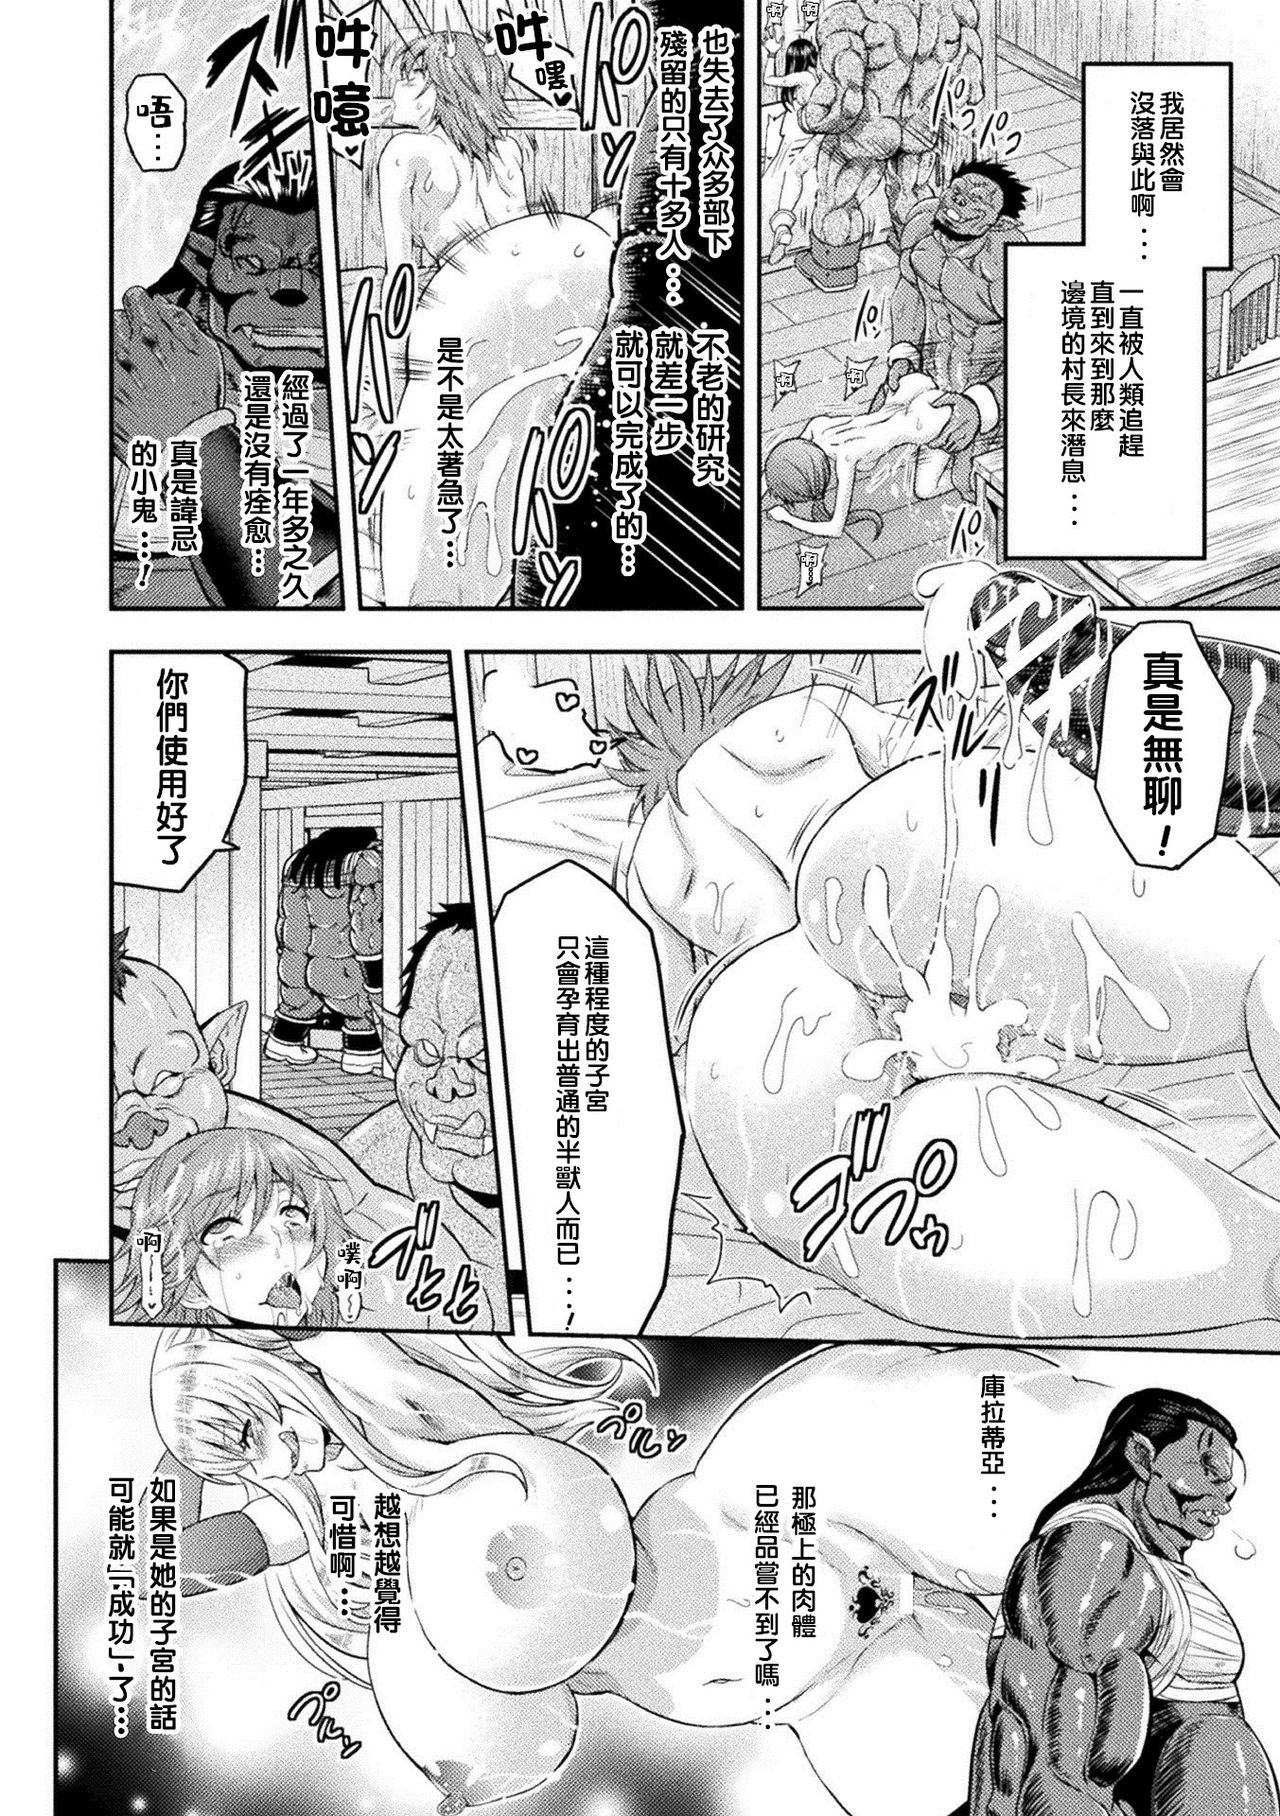 我居然會
沒落與此啊...
一直被人類追趕
直到來到那麼
邊境的村長來潛息...
啊
啊
啊
啊
啊...
也失去了众多部下
殘留的只有十多人...
不老的研究
就差一步
就可以完成了的...
是不是太著急了...
吽
嘿♥
吽
噫
唔...
經過了一年多之久
還是沒有痊愈...
真是諱忌
的小鬼...!
真是無聊!
這種程度的子宮
只會孕育出普通的半獸人而已...!
你們使用好了
噗啊~
啊——♥
庫拉蒂亞...
那極上的肉體
已經品嘗不到了嗎...
越想越覺得
可惜啊...
如果是她的子宮的話
可能就「成功」了...